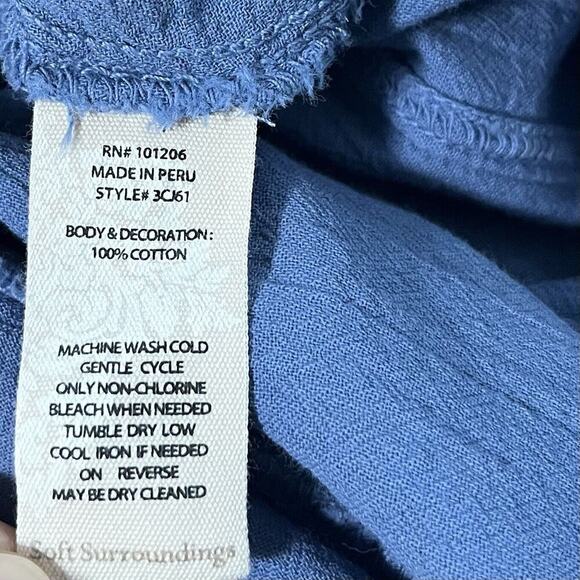 RN# 101206
MADE IN PERU
STYLE# 3CJ61
BODY & DECORATION:
100% COTTON
MACHINE WASH COLD
GENTLE CYCLE
ONLY NON-CHLORINE
BLEACH WHEN NEEDED
TUMBLE DRY LOW
COOL IRON IF NEEDED
ON REVERSE
MAY BE DRY CLEANED
Soft Surroundings